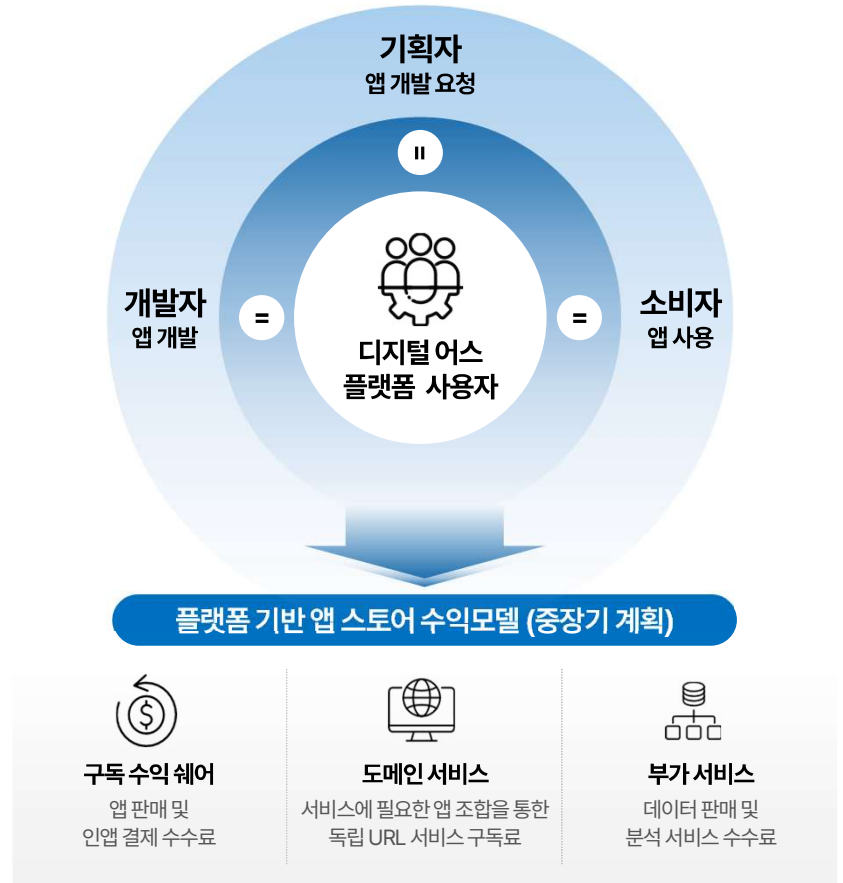 기획자
앱 개발 요청
=
개발자
앱 개발
=
디지털 어스
플랫폼 사용자
=
소비자
앱 사용
플랫폼 기반 앱 스토어 수익모델 (중장기 계획)
$
구독 수익 쉐어
앱 판매 및
인앱 결제 수수료
도메인 서비스
서비스에 필요한 앱 조합을 통한
독립 URL 서비스 구독료
부가 서비스
데이터 판매 및
분석 서비스 수수료